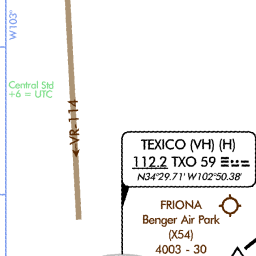 W103°
Central Std
+6 = UTC
VR-114
TEXICO (VH) (H)
112.2 TXO 59
N34°29.71' W102°50.38'
FRIONA
Benger Air Park
(X54)
4003 - 30